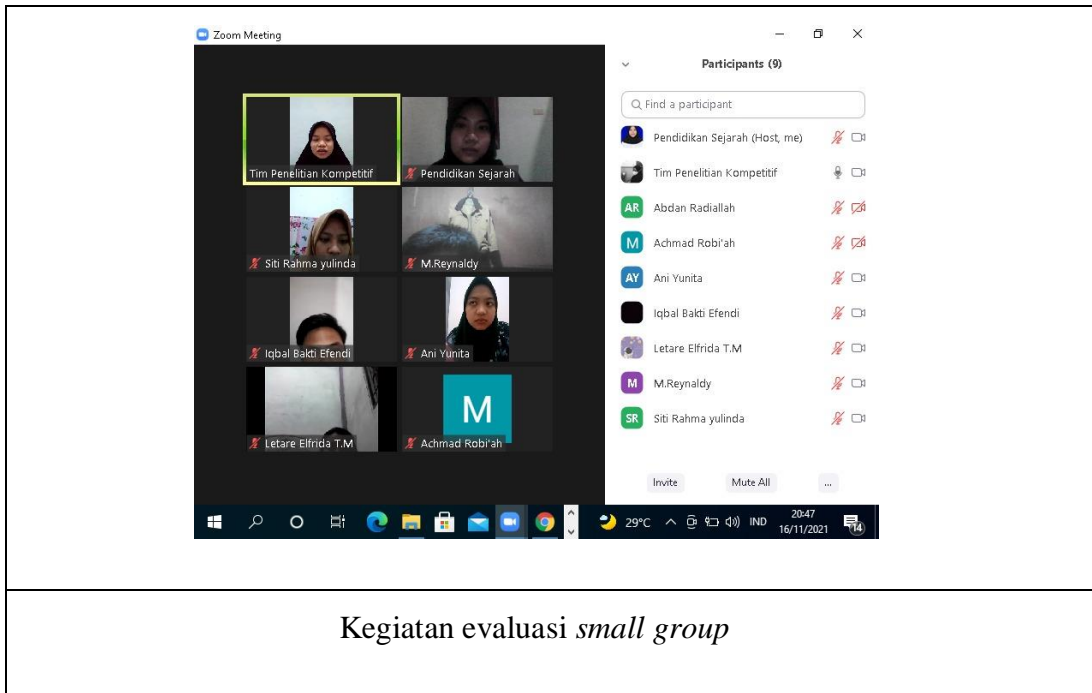 Zoom Meeting
Participants (9)
Find a participant
Tim Penelitian Kompetitif
Pendidikan Sejarah
Siti Rahma yulinda
M.Reynaldy
Iqbal Bakti Efendi
Ani Yunita
Letare Elfrida T.M
M
Achmad Robi'ah
Pendidikan Sejarah (Host, me)
Tim Penelitian Kompetitif
AR Abdan Radiallah
M Achmad Robi'ah
AY Ani Yunita
Iqbal Bakti Efendi
Letare Elfrida T.M
M M.Reynaldy
SR Siti Rahma yulinda
Invite Mute All ...
29°C IND 20:47
16/11/2021 14
Kegiatan evaluasi small group